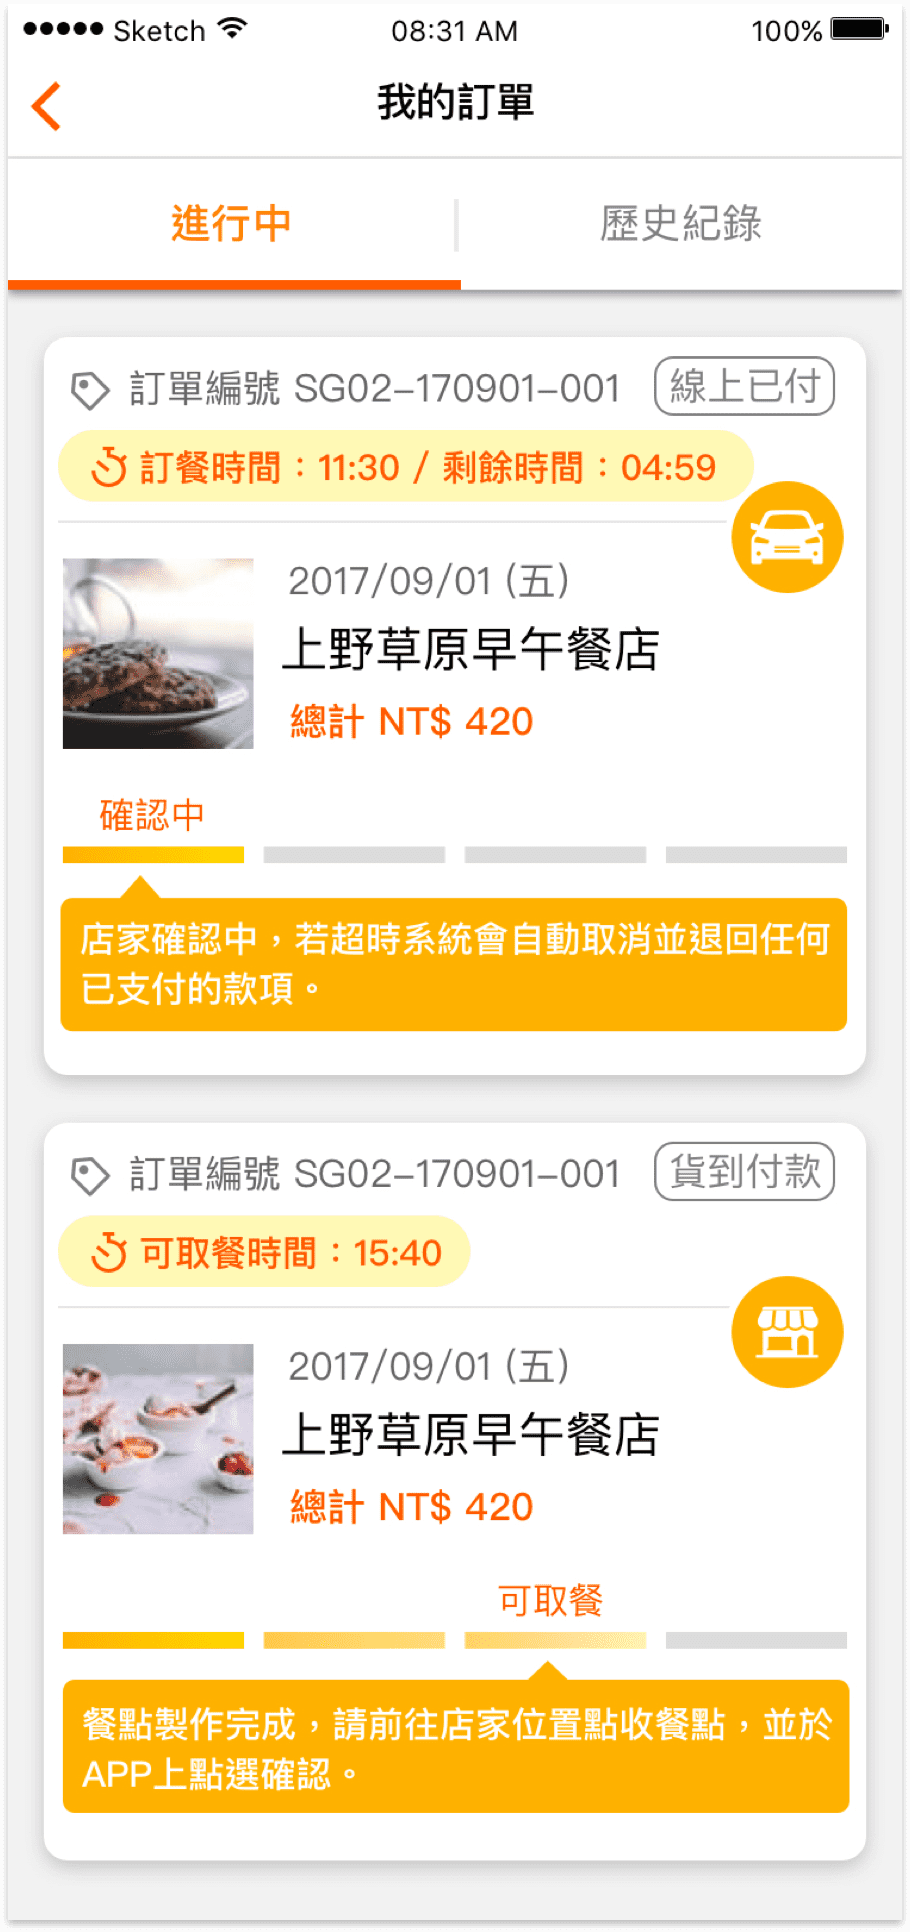 Sketch 08:31 AM 100%
我的訂單
進行中 歷史紀錄
訂單編號 SG02-170901-001 線上已付
訂餐時間：11:30 / 剩餘時間：04:59
2017/09/01 (五)
上野草原早午餐店
總計 NT$ 420
確認中
店家確認中，若超時系統會自動取消並退回任何
已支付的款項。
訂單編號 SG02-170901-001 貨到付款
可取餐時間：15:40
2017/09/01 (五)
上野草原早午餐店
總計 NT$ 420
可取餐
餐點製作完成，請前往店家位置點收餐點，並於
APP上點選確認。